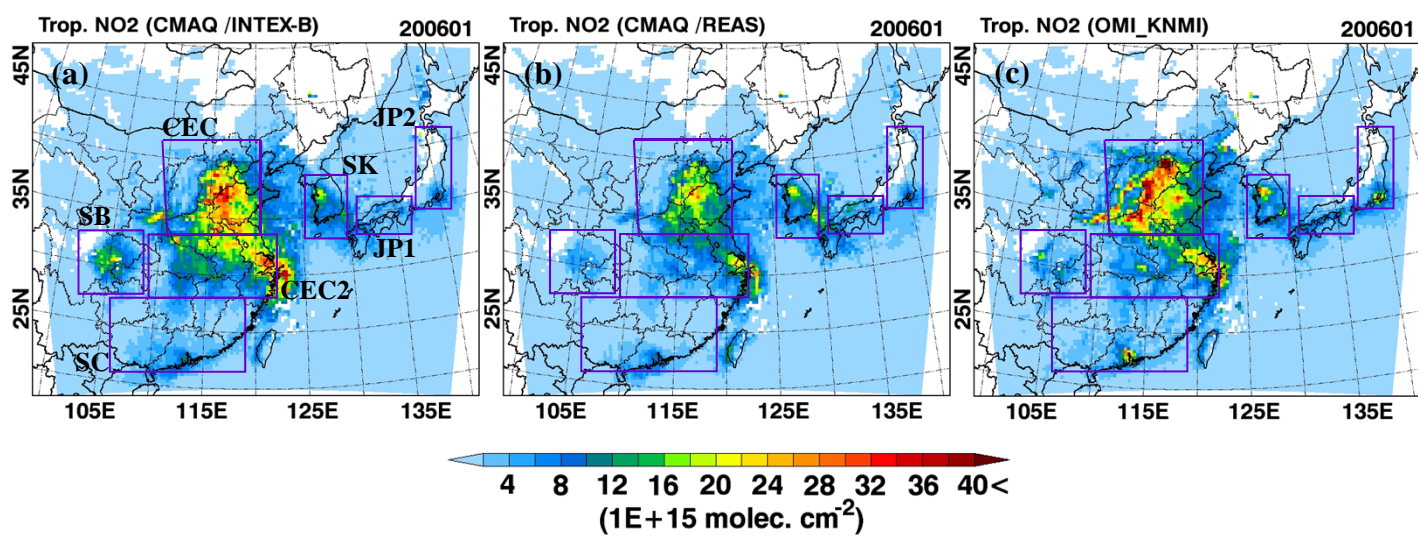 Trop. NO2 (CMAQ /INTEX-B) 200601
Trop. NO2 (CMAQ /REAS) 200601
Trop. NO2 (OMI_KNMI) 200601
(a)
45N
35N
25N
CEC
JP2
SK
SB
JP1
CEC2
SC
105E 115E 125E 135E
(b)
45N
35N
25N
105E 115E 125E 135E
(c)
45N
35N
25N
105E 115E 125E 135E
4 8 12 16 20 24 28 32 36 40<
(1E+15 molec. cm⁻²)